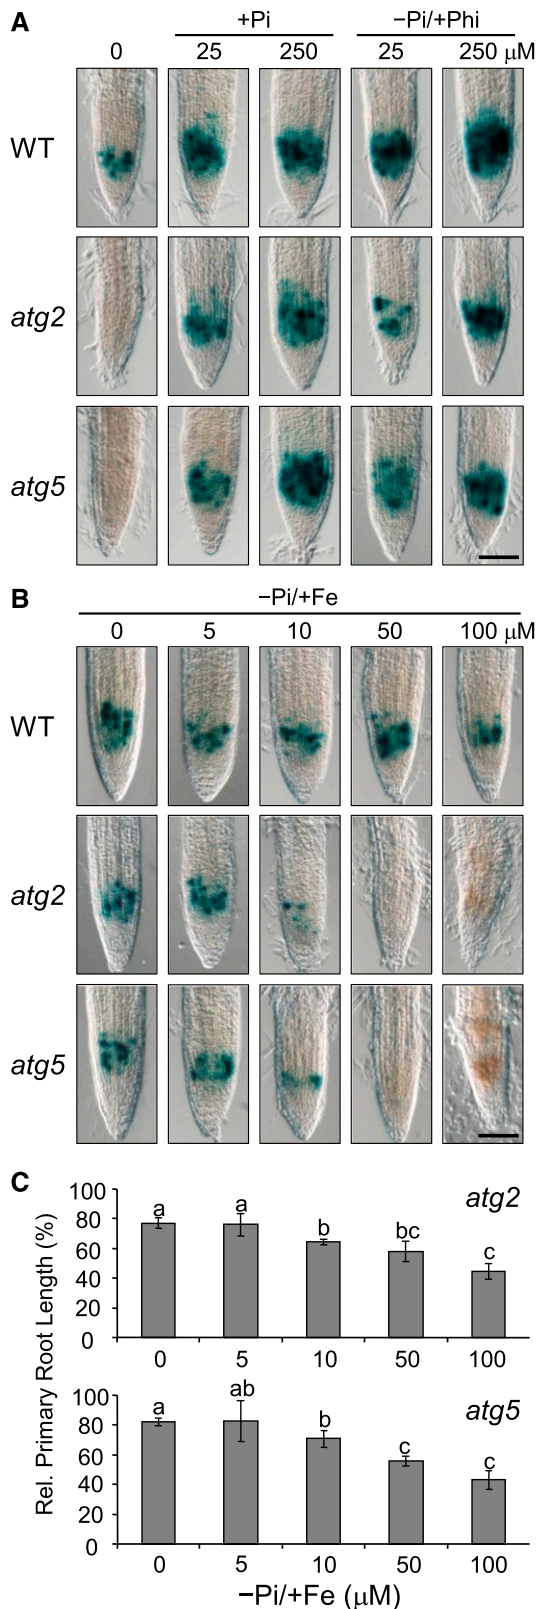 A
+Pi −Pi/+Phi
0 25 250 25 250 μM
WT
atg2
atg5
B
−Pi/+Fe
0 5 10 50 100 μM
WT
atg2
atg5
C
Rel. Primary Root Length (%)
atg2
100
80
60
40
20
0
a a b bc c
0 5 10 50 100
atg5
100
80
60
40
20
0
a ab b c c
0 5 10 50 100
−Pi/+Fe (μM)